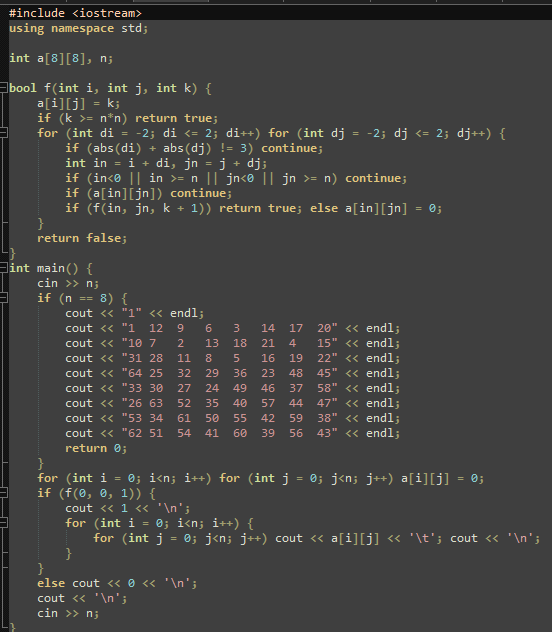 #include <iostream>
using namespace std;
int a[8][8], n;
bool f(int i, int j, int k) {
a[i][j] = k;
if (k >= n*n) return true;
for (int di = -2; di <= 2; di++) for (int dj = -2; dj <= 2; dj++) {
if (abs(di) + abs(dj) != 3) continue;
int in = i + di, jn = j + dj;
if (in<0 || in >= n || jn<0 || jn >= n) continue;
if (a[in][jn]) continue;
if (f(in, jn, k + 1)) return true; else a[in][jn] = 0;
}
return false;
}
int main() {
cin >> n;
if (n == 8) {
cout << "1" << endl;
cout << "1  12  9   6   3   14  17  20" << endl;
cout << "10 7   2   13  18  21  4   15" << endl;
cout << "31 28  11  8   5   16  19  22" << endl;
cout << "64 25  32  29  36  23  48  45" << endl;
cout << "33 30  27  24  49  46  37  58" << endl;
cout << "26 63  52  35  40  57  44  47" << endl;
cout << "53 34  61  50  55  42  59  38" << endl;
cout << "62 51  54  41  60  39  56  43" << endl;
return 0;
}
for (int i = 0; i<n; i++) for (int j = 0; j<n; j++) a[i][j] = 0;
if (f(0, 0, 1)) {
cout << 1 << '\n';
for (int i = 0; i<n; i++) {
for (int j = 0; j<n; j++) cout << a[i][j] << '\t'; cout << '\n';
}
}
else cout << 0 << '\n';
cout << '\n';
cin >> n;
}